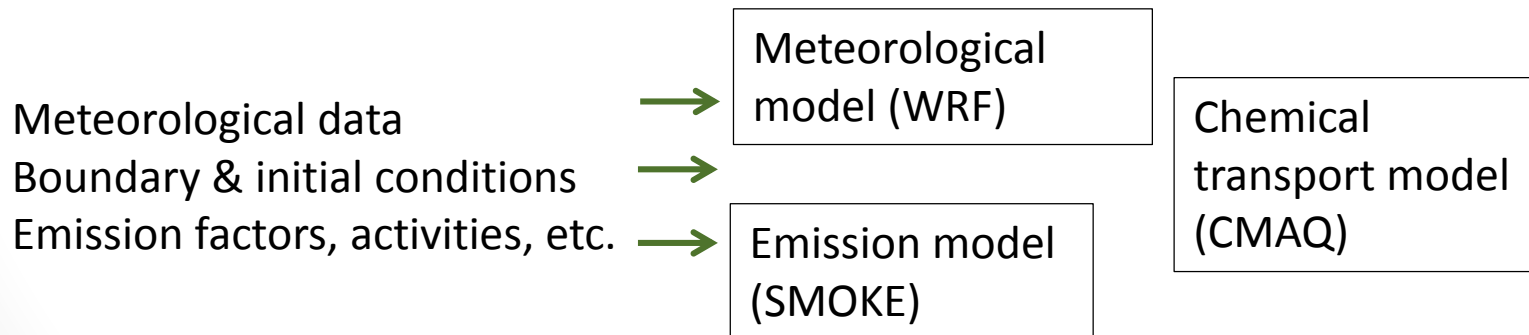 Meteorological data
Boundary & initial conditions
Emission factors, activities, etc.
Meteorological
model (WRF)
Emission model
(SMOKE)
Chemical
transport model
(CMAQ)